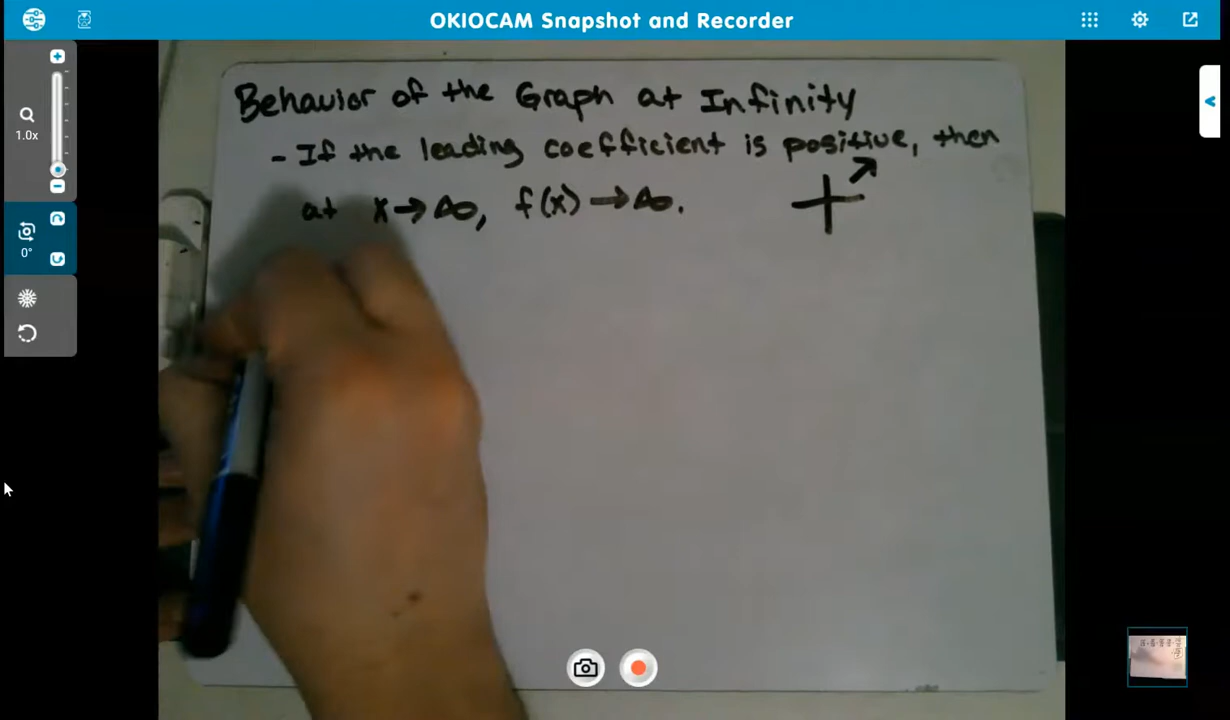 OKIOCAM Snapshot and Recorder
1.0x
0°
Behavior of the Graph at Infinity
- If the leading coefficient is positive, then
at x→∞, f(x)→∞.